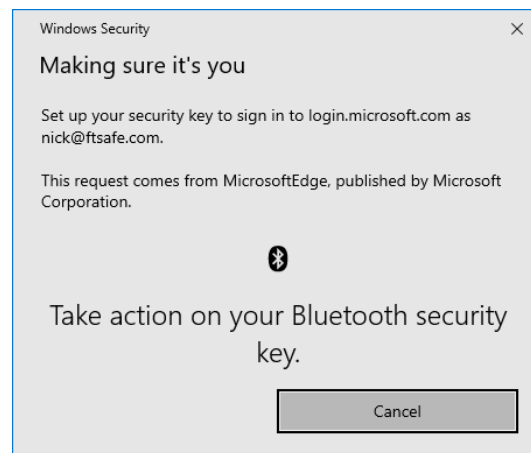 Windows Security
Making sure it's you
Set up your security key to sign in to login.microsoft.com as
nick@ftsafe.com.
This request comes from MicrosoftEdge, published by Microsoft
Corporation.
Take action on your Bluetooth security
key.
Cancel